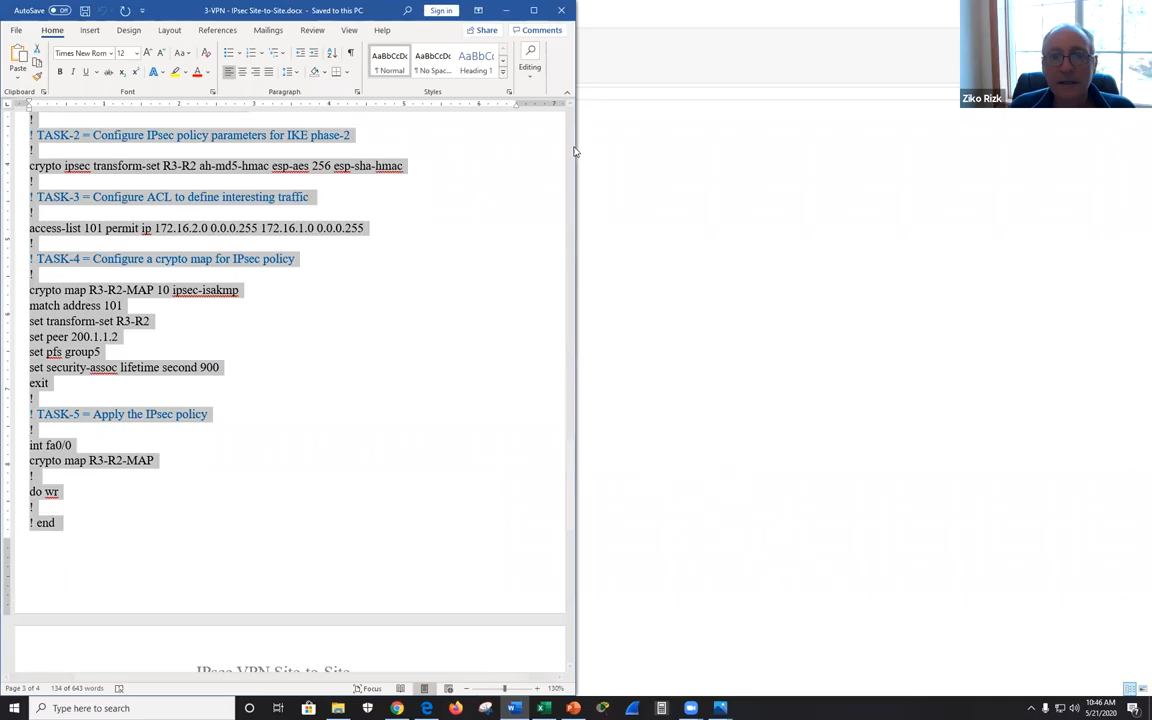 AutoSave Off
3-VPN - IPsec Site-to-Site.docx - Saved to this PC
Sign in
File Home Insert Design Layout References Mailings Review View Share Comments
Times New Rom 12
Paste
AaBbCcDc AaBbCcDc AaBbCc
¶ Normal ¶ No Spac... Heading 1
Editing
Clipboard Font Paragraph Styles
Ziko Rizk
!
! TASK-2 = Configure IPsec policy parameters for IKE phase-2
!
crypto ipsec transform-set R3-R2 ah-md5-hmac esp-aes 256 esp-sha-hmac
!
! TASK-3 = Configure ACL to define interesting traffic
!
access-list 101 permit ip 172.16.2.0 0.0.0.255 172.16.1.0 0.0.0.255
!
! TASK-4 = Configure a crypto map for IPsec policy
!
crypto map R3-R2-MAP 10 ipsec-isakmp
match address 101
set transform-set R3-R2
set peer 200.1.1.2
set pfs group5
set security-assoc lifetime second 900
exit
!
! TASK-5 = Apply the IPsec policy
!
int fa0/0
crypto map R3-R2-MAP
!
do wr
!
! end
IPsec VPN Site-to-Site
Page 3 of 4 134 of 643 words Focus 130%
Type here to search
10:46 AM
5/21/2020